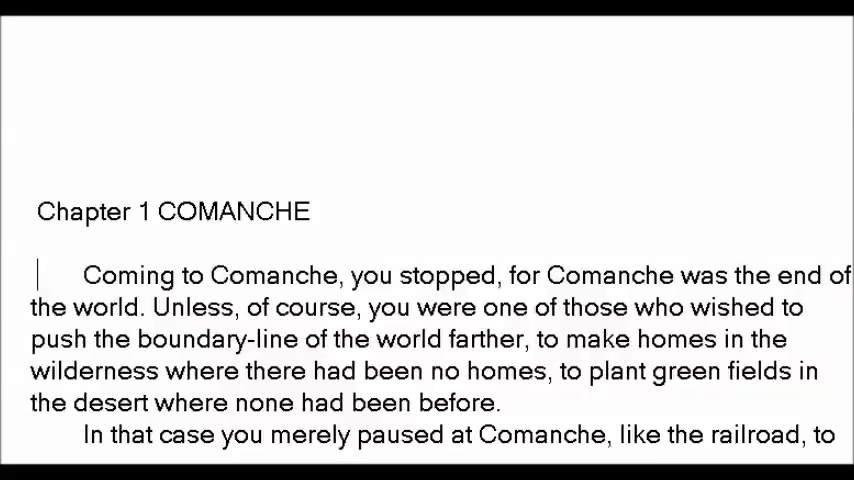 Chapter 1 COMANCHE
Coming to Comanche, you stopped, for Comanche was the end of
the world. Unless, of course, you were one of those who wished to
push the boundary-line of the world farther, to make homes in the
wilderness where there had been no homes, to plant green fields in
the desert where none had been before.
In that case you merely paused at Comanche, like the railroad, to